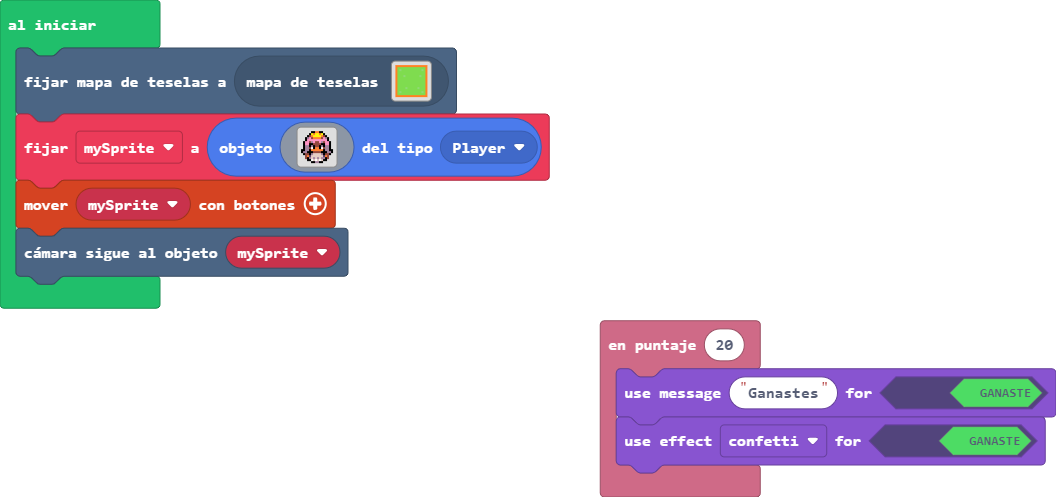 al iniciar
fijar mapa de teselas a mapa de teselas
fijar mySprite a objeto del tipo Player
mover mySprite con botones
cámara sigue al objeto mySprite
en puntaje 20
use message "Ganastes" for GANASTE
use effect confetti for GANASTE